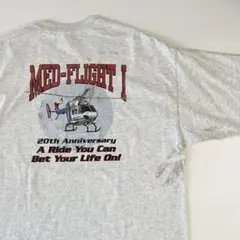 MED-FLIGHT I
20th Anniversary
A Ride You Can
Bet Your Life On!